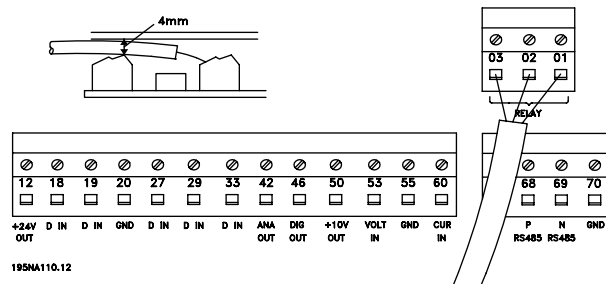 4mm
03 02 01
RELAY
12 18 19 20 27 29 33 42 46 50 53 55 60 68 69 70
+24V OUT D IN D IN GND D IN D IN D IN ANA OUT DIG OUT +10V OUT VOLT IN GND CUR IN P RS485 N RS485 GND
195NA110.12